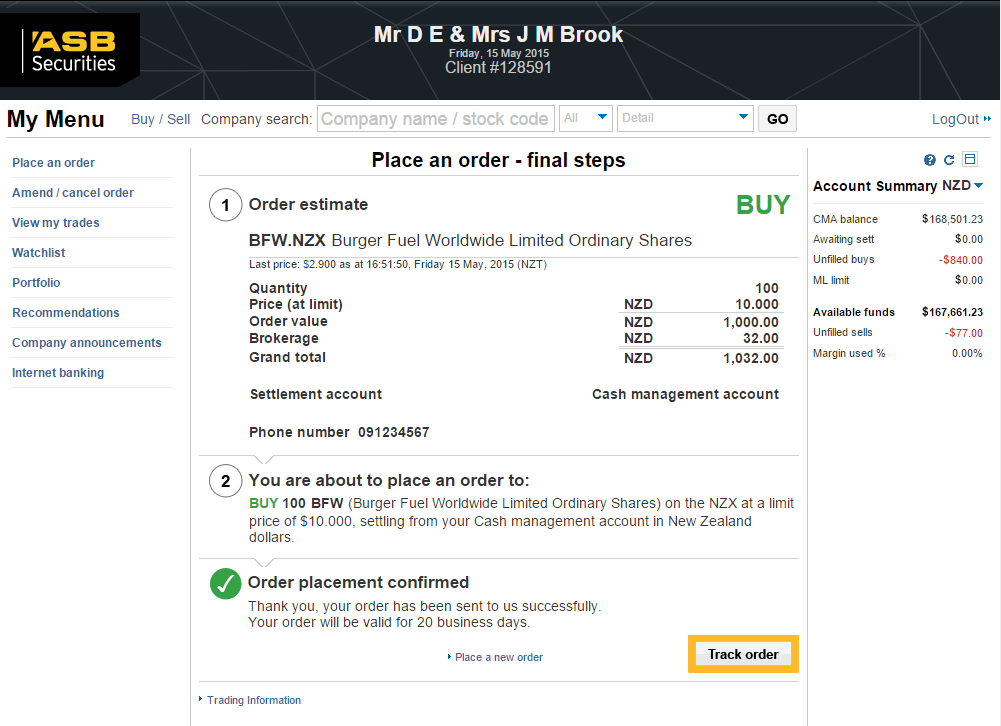 ASB
Securities
Mr D E & Mrs J M Brook
Friday, 15 May 2015
Client #128591
My Menu
Buy / Sell
Company search:
Company name / stock code
All
Detail
GO
LogOut
Place an order
Amend / cancel order
View my trades
Watchlist
Portfolio
Recommendations
Company announcements
Internet banking
Place an order - final steps
1 Order estimate BUY
BFW.NZX Burger Fuel Worldwide Limited Ordinary Shares
Last price: $2.900 as at 16:51:50, Friday 15 May, 2015 (NZT)
Quantity 100
Price (at limit) NZD 10.000
Order value NZD 1,000.00
Brokerage NZD 32.00
Grand total NZD 1,032.00
Settlement account Cash management account
Phone number 091234567
2 You are about to place an order to:
BUY 100 BFW (Burger Fuel Worldwide Limited Ordinary Shares) on the NZX at a limit
price of $10.000, settling from your Cash management account in New Zealand
dollars.
Order placement confirmed
Thank you, your order has been sent to us successfully.
Your order will be valid for 20 business days.
Place a new order
Track order
Trading Information
?
Account Summary NZD
CMA balance $168,501.23
Awaiting sett $0.00
Unfilled buys -$840.00
ML limit $0.00
Available funds $167,661.23
Unfilled sells -$77.00
Margin used % 0.00%